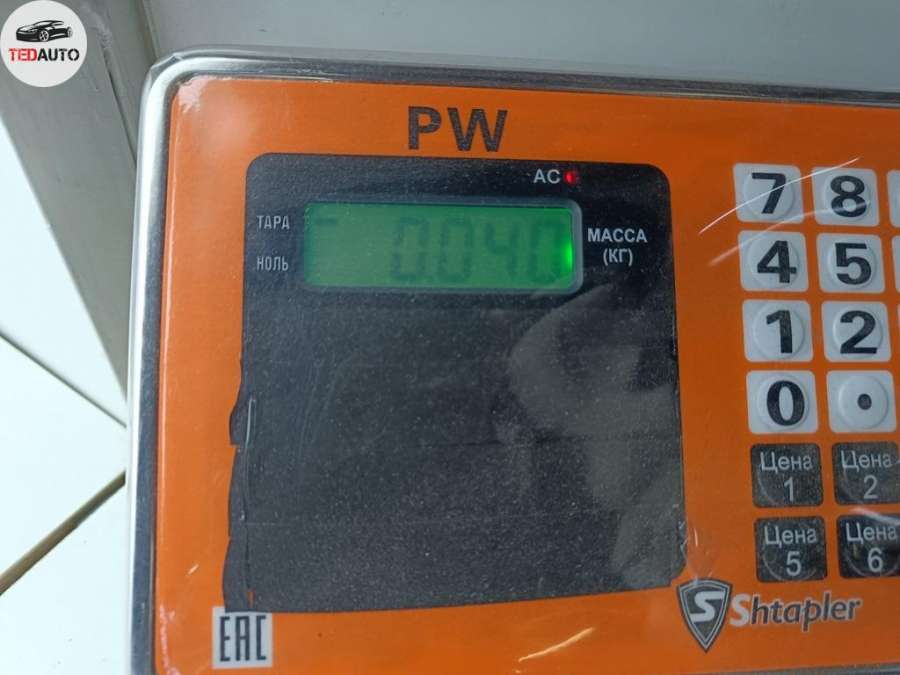 TEDAUTO
PW
AC
ТАРА
НОЛЬ
0.040
МАССА
(КГ)
7 8
4 5
1 2
0 •
Цена 1
Цена 2
Цена 5
Цена 6
S Shtapler
EAC